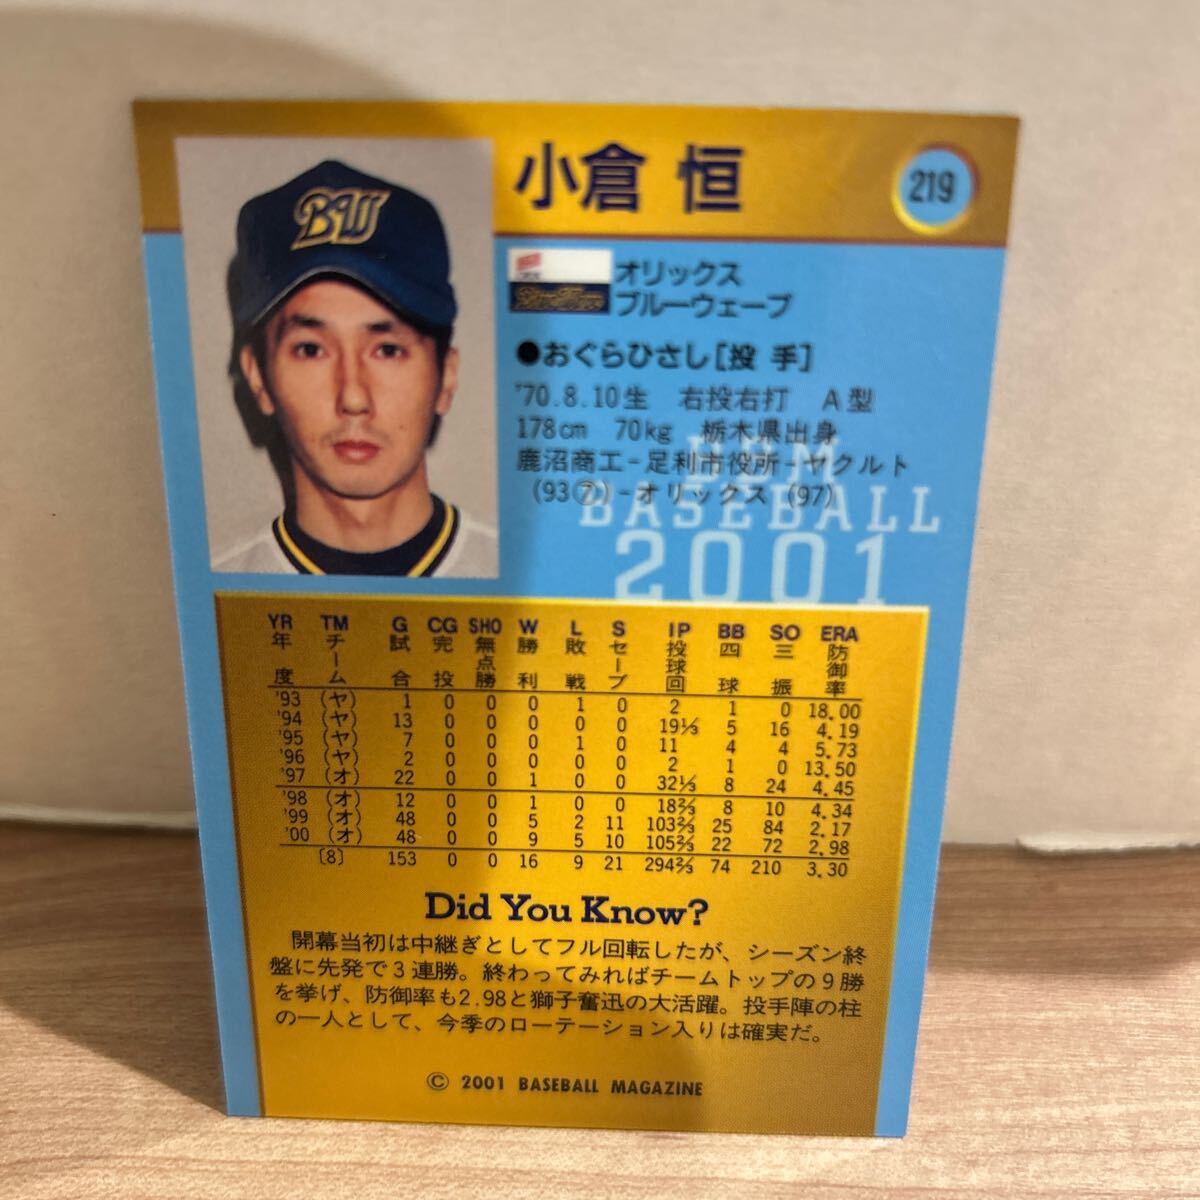 小倉 恒
219
BW
オリックス
ブルーウェーブ
●おぐらひさし[投 手]
'70.8.10生 右投右打 A型
178cm 70kg 栃木県出身
鹿沼商工-足利市役所-ヤクルト
(93⑦)-オリックス(97)
BBM
BASEBALL
2001
YR TM G CG SHO W L S IP BB SO ERA
年度 チーム 試合 完投 無点勝 勝利 敗戦 セーブ 投球回 四球 三振 防御率
'93 (ヤ) 1 0 0 0 1 0 2 1 0 18.00
'94 (ヤ) 13 0 0 0 0 0 19⅓ 5 16 4.19
'95 (ヤ) 7 0 0 0 1 0 11 4 4 5.73
'96 (ヤ) 2 0 0 0 0 0 2 1 0 13.50
'97 (オ) 22 0 0 1 0 0 32⅓ 8 24 4.45
'98 (オ) 12 0 0 1 0 0 18⅔ 8 10 4.34
'99 (オ) 48 0 0 5 2 11 103⅔ 25 84 2.17
'00 (オ) 48 0 0 9 5 10 105⅔ 22 72 2.98
[8] 153 0 0 16 9 21 294⅔ 74 210 3.30
Did You Know?
開幕当初は中継ぎとしてフル回転したが、シーズン終
盤に先発で3連勝。終わってみればチームトップの9勝
を挙げ、防御率も2.98と獅子奮迅の大活躍。投手陣の柱
の一人として、今季のローテーション入りは確実だ。
© 2001 BASEBALL MAGAZINE